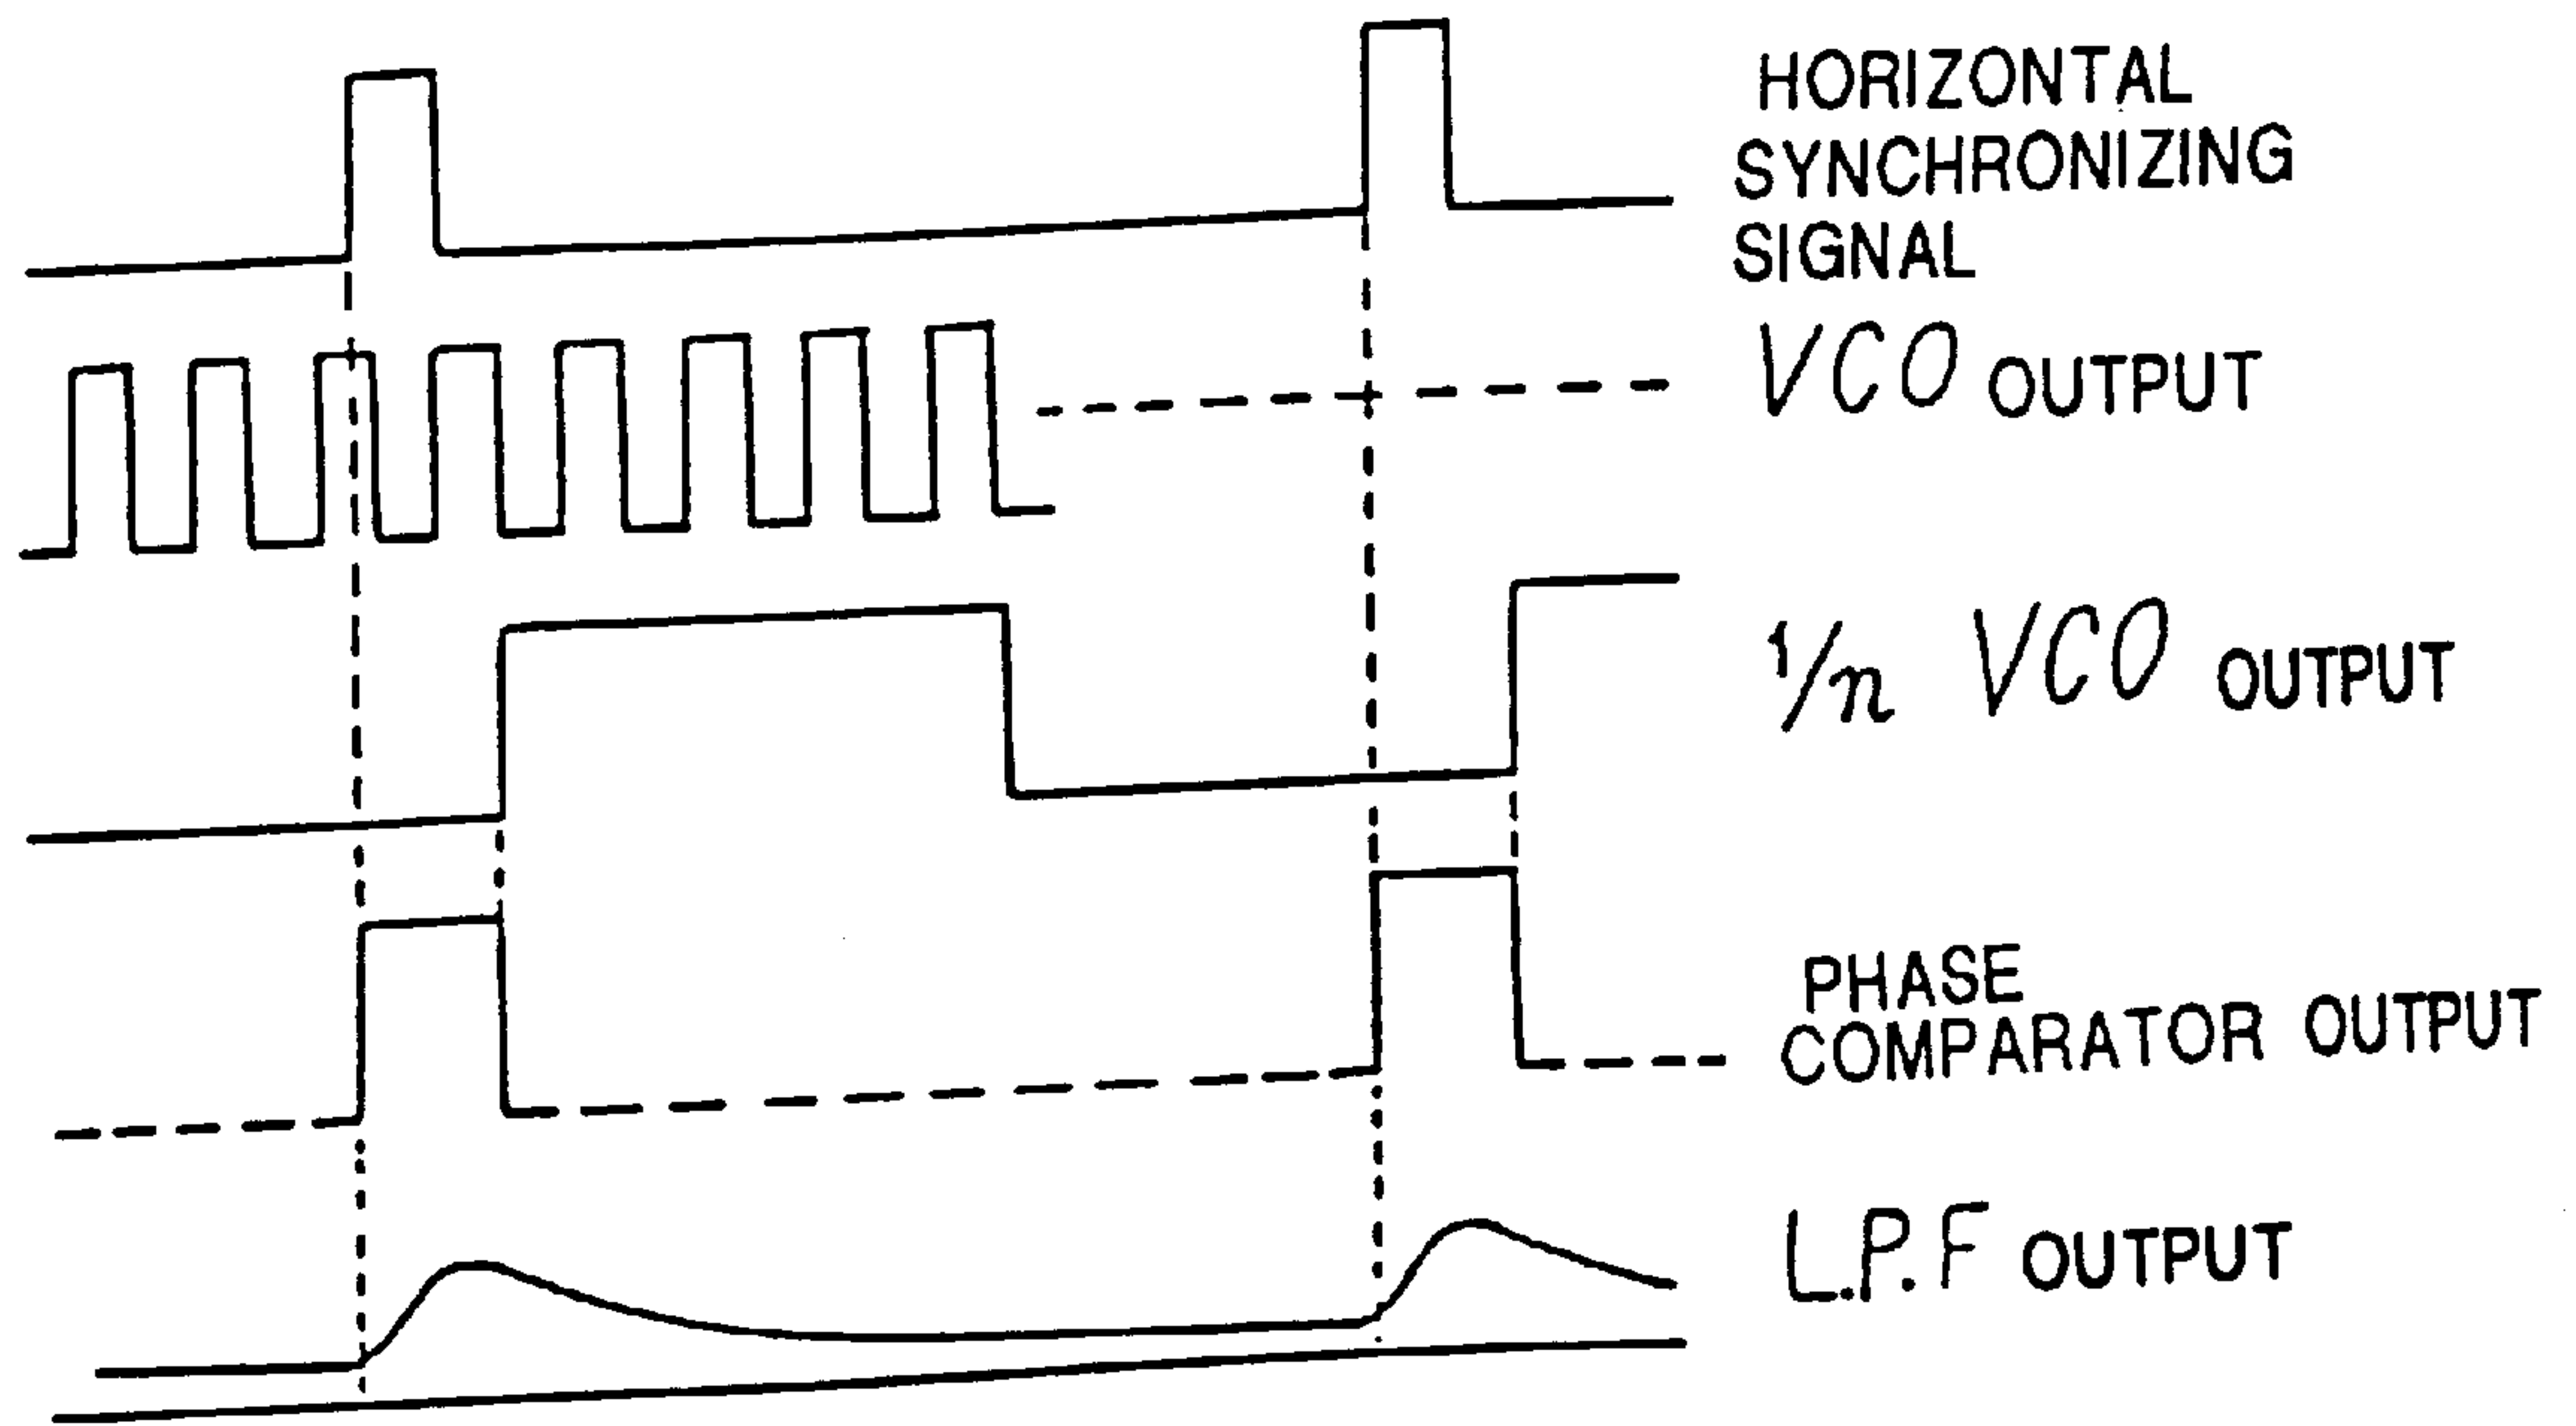 HORIZONTAL
SYNCHRONIZING
SIGNAL
VCO OUTPUT
1/n VCO OUTPUT
PHASE
COMPARATOR OUTPUT
L.P.F OUTPUT